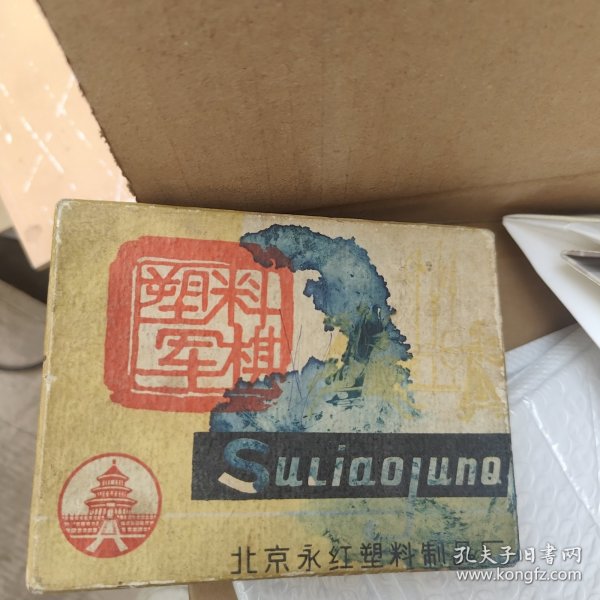 塑料
军棋
Suliaojunq
北京永红塑料制品厂
孔夫子旧书网
www.kongfz.com